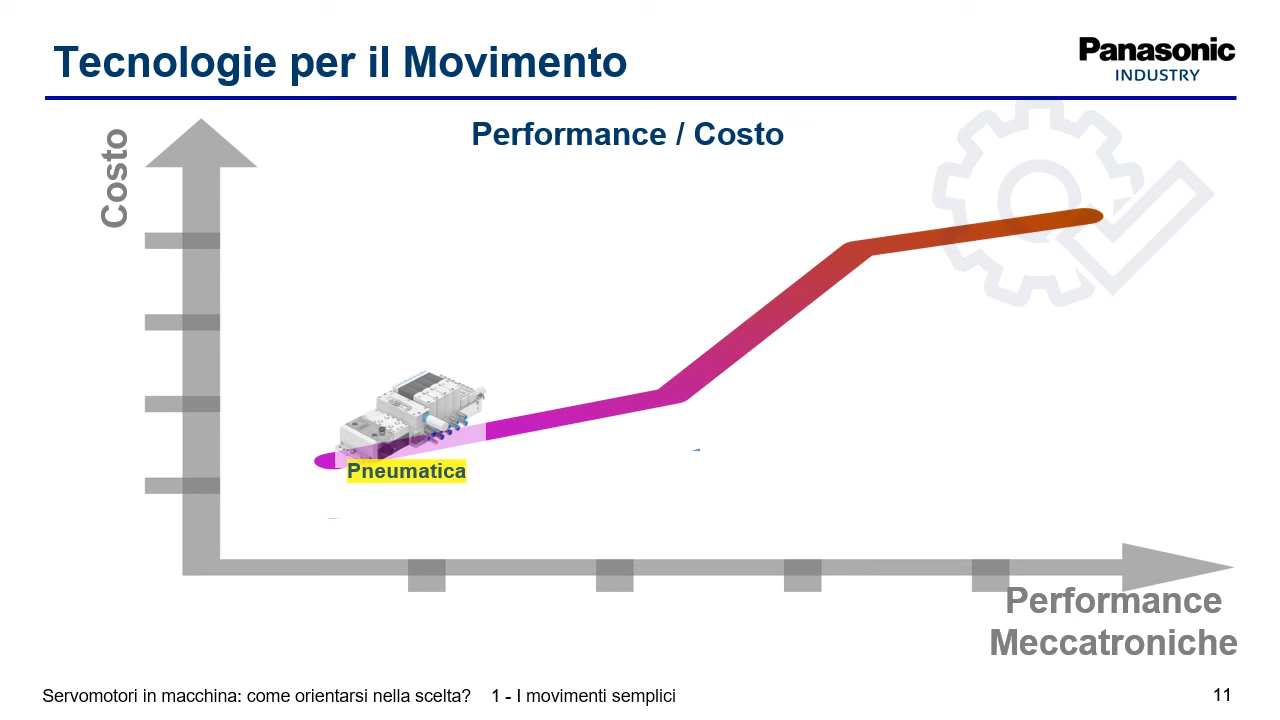 Tecnologie per il Movimento
Panasonic
INDUSTRY
Performance / Costo
Costo
Pneumatica
Performance
Meccatroniche
Servomotori in macchina: come orientarsi nella scelta? 1 - I movimenti semplici
11